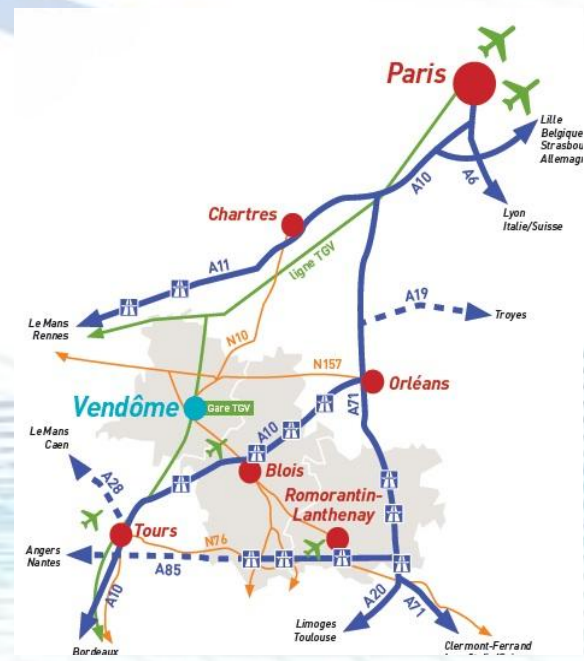 Paris
Lille
Belgique
Strasbou
Allemagn
A10
A6
Lyon
Italie/Suisse
Chartres
ligne TGV
A11
A19
Le Mans
Rennes
Troyes
N10
N157
Orléans
Vendôme
Gare TGV
A10
A71
Le Mans
Caen
A28
Blois
Romorantin-
Lanthenay
Tours
N76
Angers
Nantes
A85
A10
A20
A71
Limoges
Toulouse
Bordeaux
Clermont-Ferrand